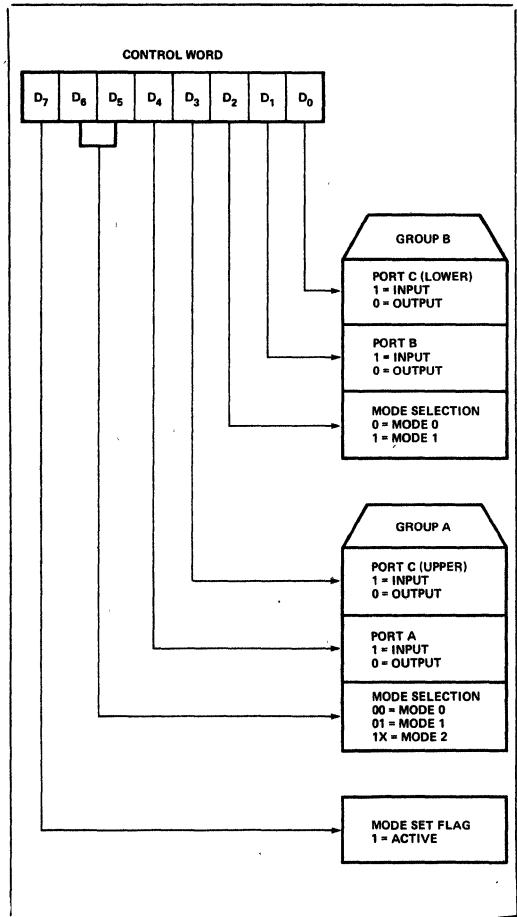 CONTROL WORD
D7 D6 D5 D4 D3 D2 D1 D0
GROUP B
PORT C (LOWER)
1 = INPUT
0 = OUTPUT
PORT B
1 = INPUT
0 = OUTPUT
MODE SELECTION
0 = MODE 0
1 = MODE 1
GROUP A
PORT C (UPPER)
1 = INPUT
0 = OUTPUT
PORT A
1 = INPUT
0 = OUTPUT
MODE SELECTION
00 = MODE 0
01 = MODE 1
1X = MODE 2
MODE SET FLAG
1 = ACTIVE